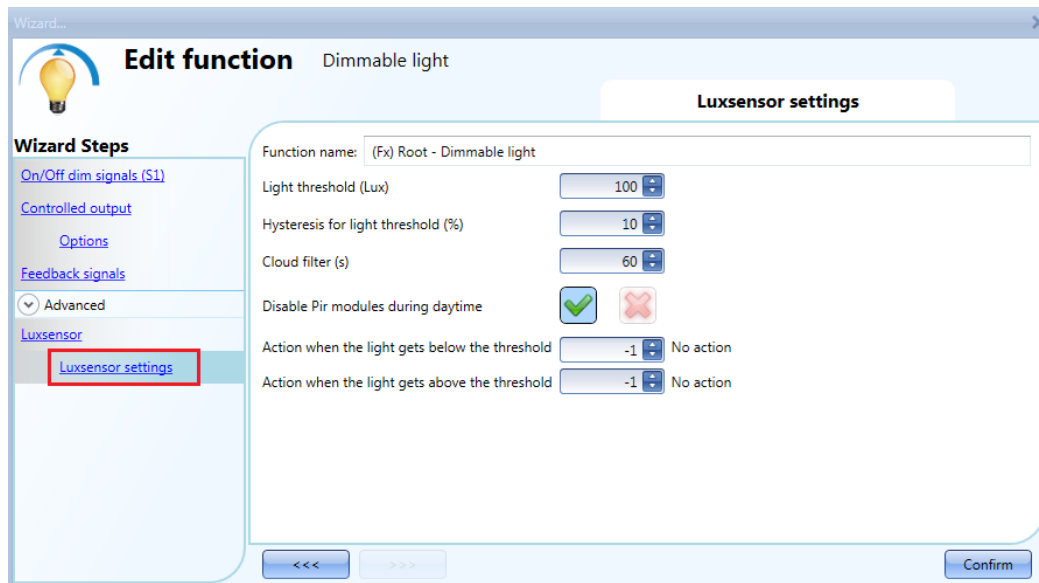 Wizard...
Edit function Dimmable light
Luxsensor settings
Wizard Steps
On/Off dim signals (S1)
Controlled output
Options
Feedback signals
Advanced
Luxsensor
Luxsensor settings
Function name: (Fx) Root - Dimmable light
Light threshold (Lux) 100
Hysteresis for light threshold (%) 10
Cloud filter (s) 60
Disable Pir modules during daytime
Action when the light gets below the threshold -1 No action
Action when the light gets above the threshold -1 No action
<<< >>> Confirm